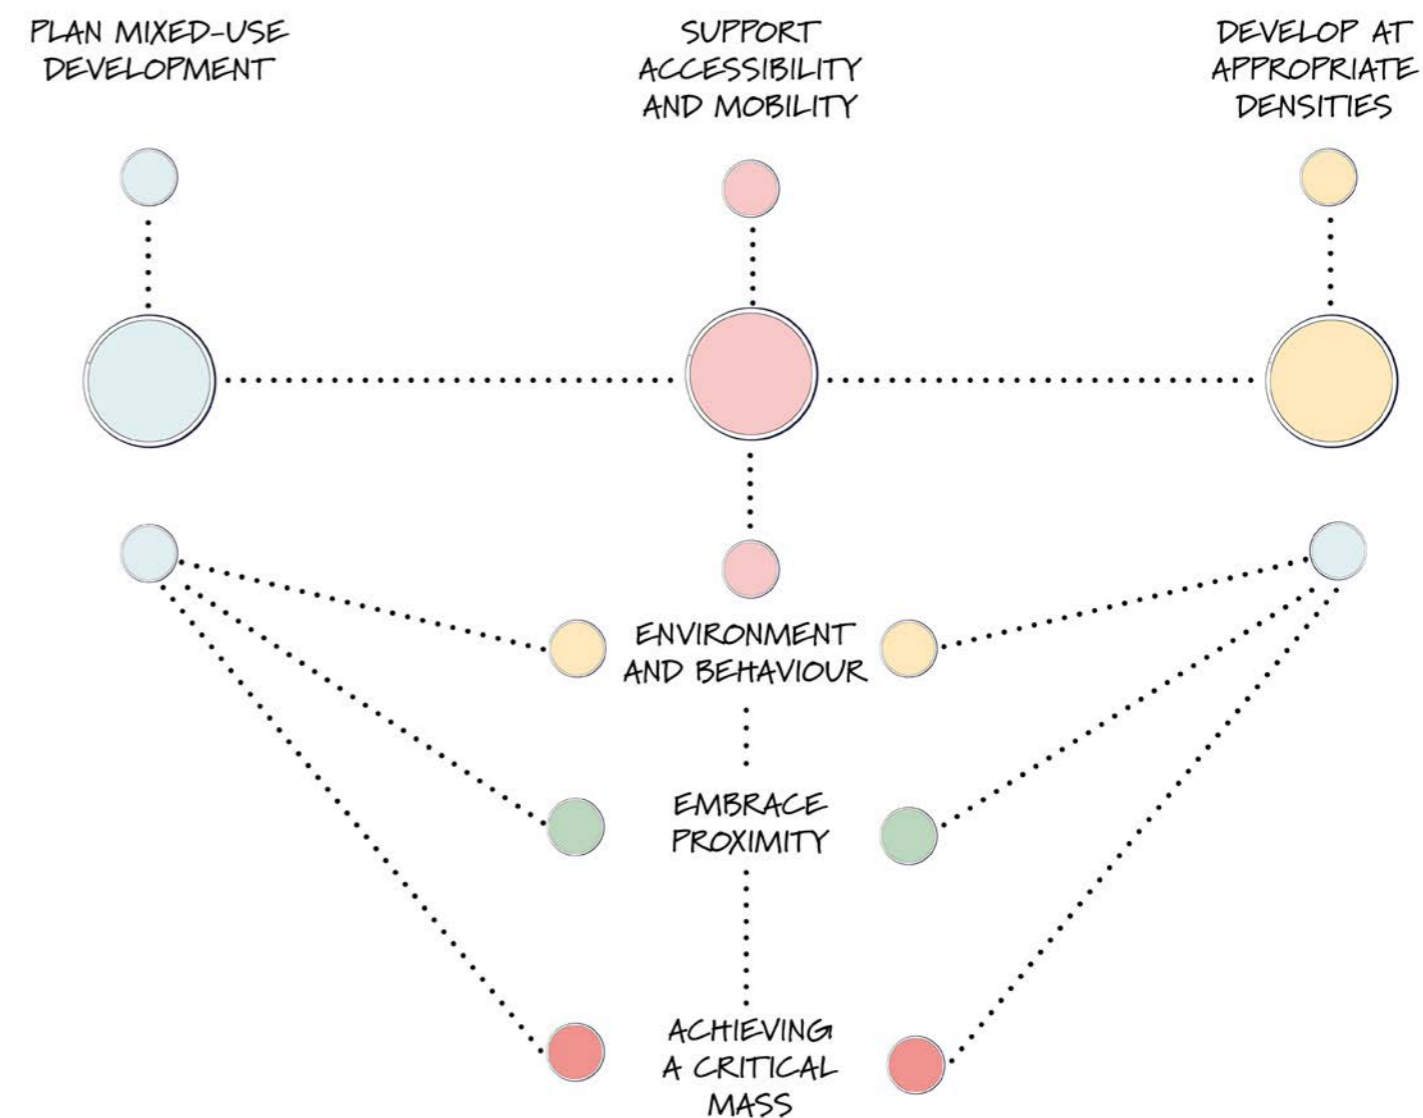 PLAN MIXED-USE
DEVELOPMENT
SUPPORT
ACCESSIBILITY
AND MOBILITY
DEVELOP AT
APPROPRIATE
DENSITIES
ENVIRONMENT
AND BEHAVIOUR
EMBRACE
PROXIMITY
ACHIEVING
A CRITICAL
MASS